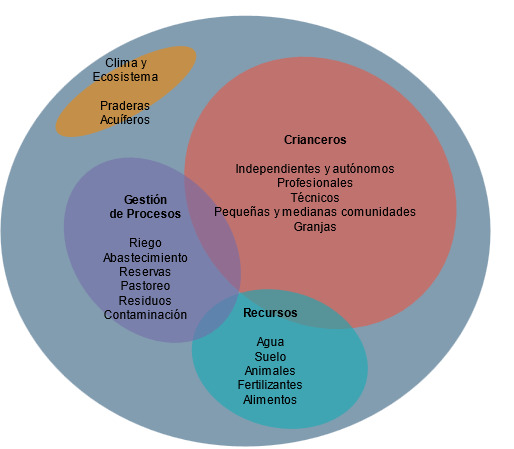 Clima y
Ecosistema
Praderas
Acuíferos
Crianceros
Independientes y autónomos
Profesionales
Técnicos
Pequeñas y medianas comunidades
Granjas
Gestión
de Procesos
Riego
Abastecimiento
Reservas
Pastoreo
Residuos
Contaminación
Recursos
Agua
Suelo
Animales
Fertilizantes
Alimentos